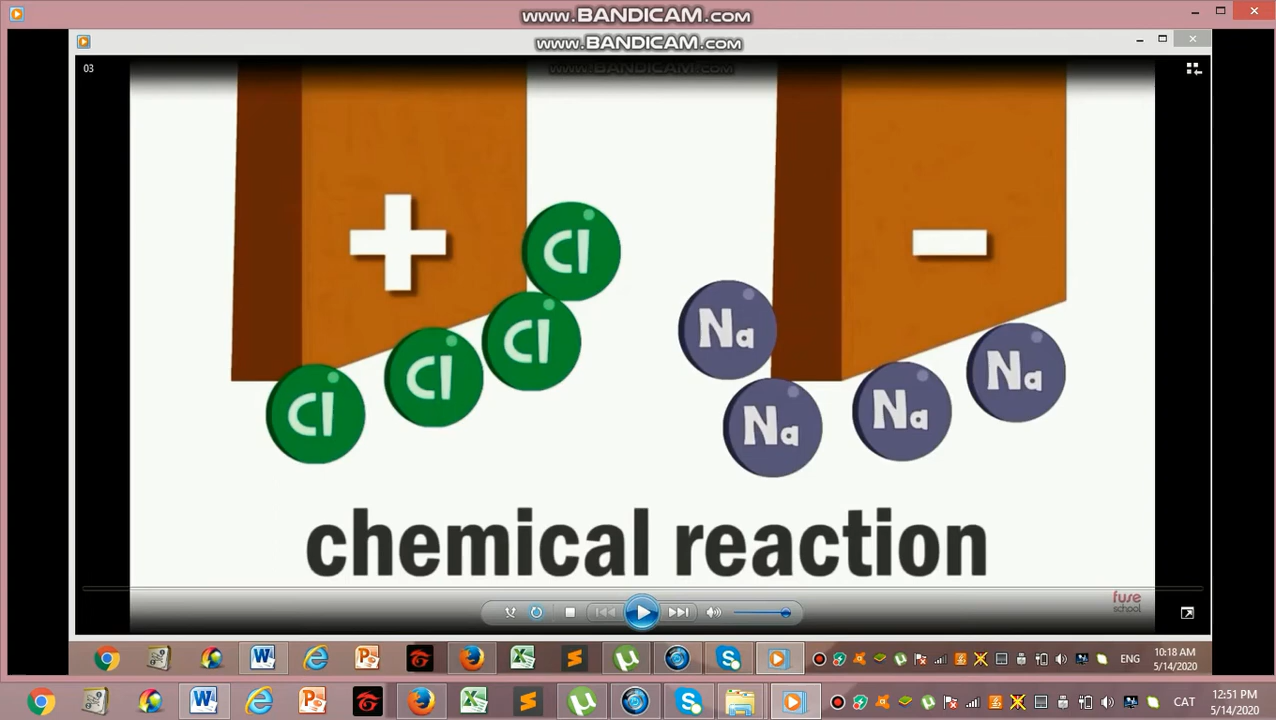 www.BANDICAM.com
www.BANDICAM.com
www.BANDICAM.com
03
+
−
Cl
Cl
Cl
Cl
Na
Na
Na
Na
chemical reaction
fuse
school
ENG
10:18 AM
5/14/2020
CAT
12:51 PM
5/14/2020